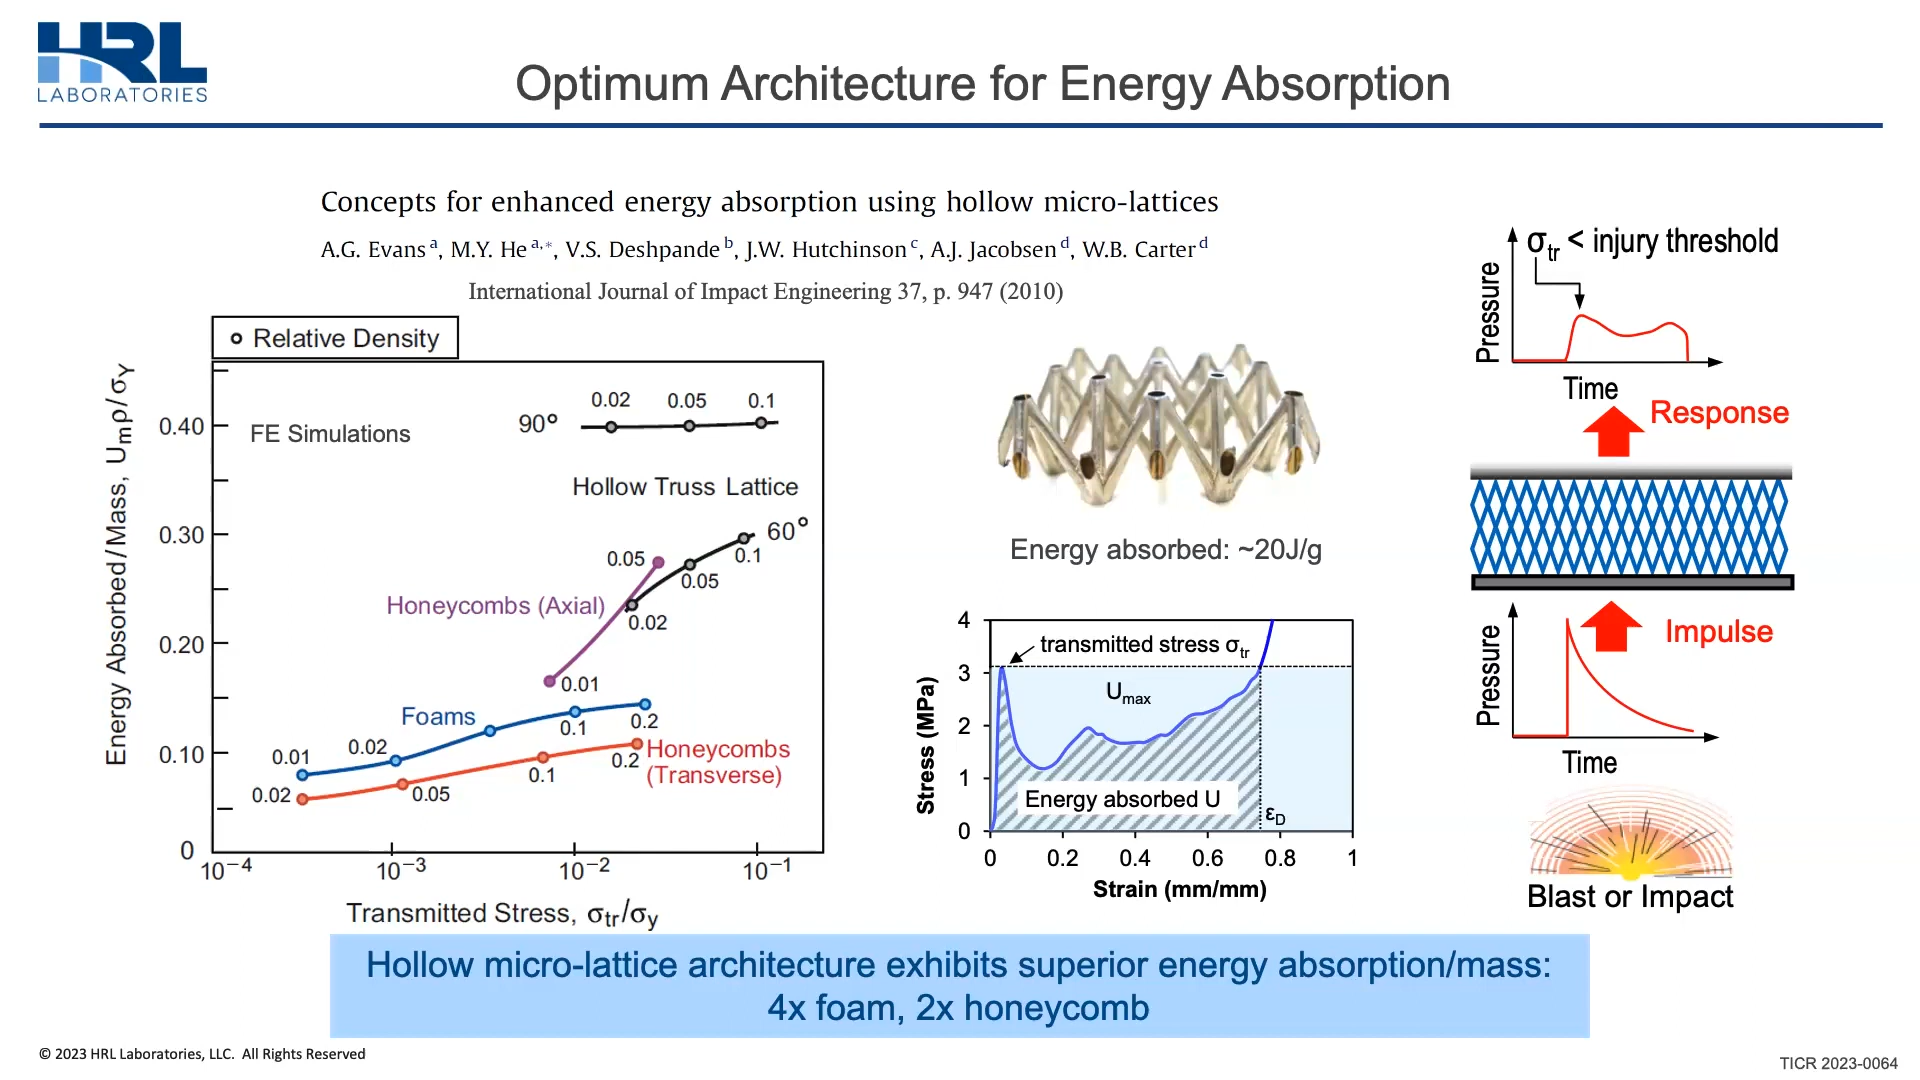 HRL
LABORATORIES
Optimum Architecture for Energy Absorption
Concepts for enhanced energy absorption using hollow micro-lattices
A.G. Evans a, M.Y. He a,*, V.S. Deshpande b, J.W. Hutchinson c, A.J. Jacobsen d, W.B. Carter d
International Journal of Impact Engineering 37, p. 947 (2010)
Relative Density
Energy Absorbed/Mass, Umρ/σY
0.40
0.30
0.20
0.10
0
FE Simulations
90°
0.02
0.05
0.1
Hollow Truss Lattice
60°
0.05
0.1
0.05
0.02
Honeycombs (Axial)
0.01
Foams
0.01
0.02
0.1
0.2
Honeycombs
(Transverse)
0.02
0.05
0.1
0.2
10−4
10−3
10−2
10−1
Transmitted Stress, σtr/σy
Energy absorbed: ~20J/g
Stress (MPa)
4
3
2
1
0
transmitted stress σtr
Umax
Energy absorbed U
εD
0
0.2
0.4
0.6
0.8
1
Strain (mm/mm)
σtr < injury threshold
Pressure
Time
Response
Impulse
Pressure
Time
Blast or Impact
Hollow micro-lattice architecture exhibits superior energy absorption/mass:
4x foam, 2x honeycomb
© 2023 HRL Laboratories, LLC. All Rights Reserved
TICR 2023-0064